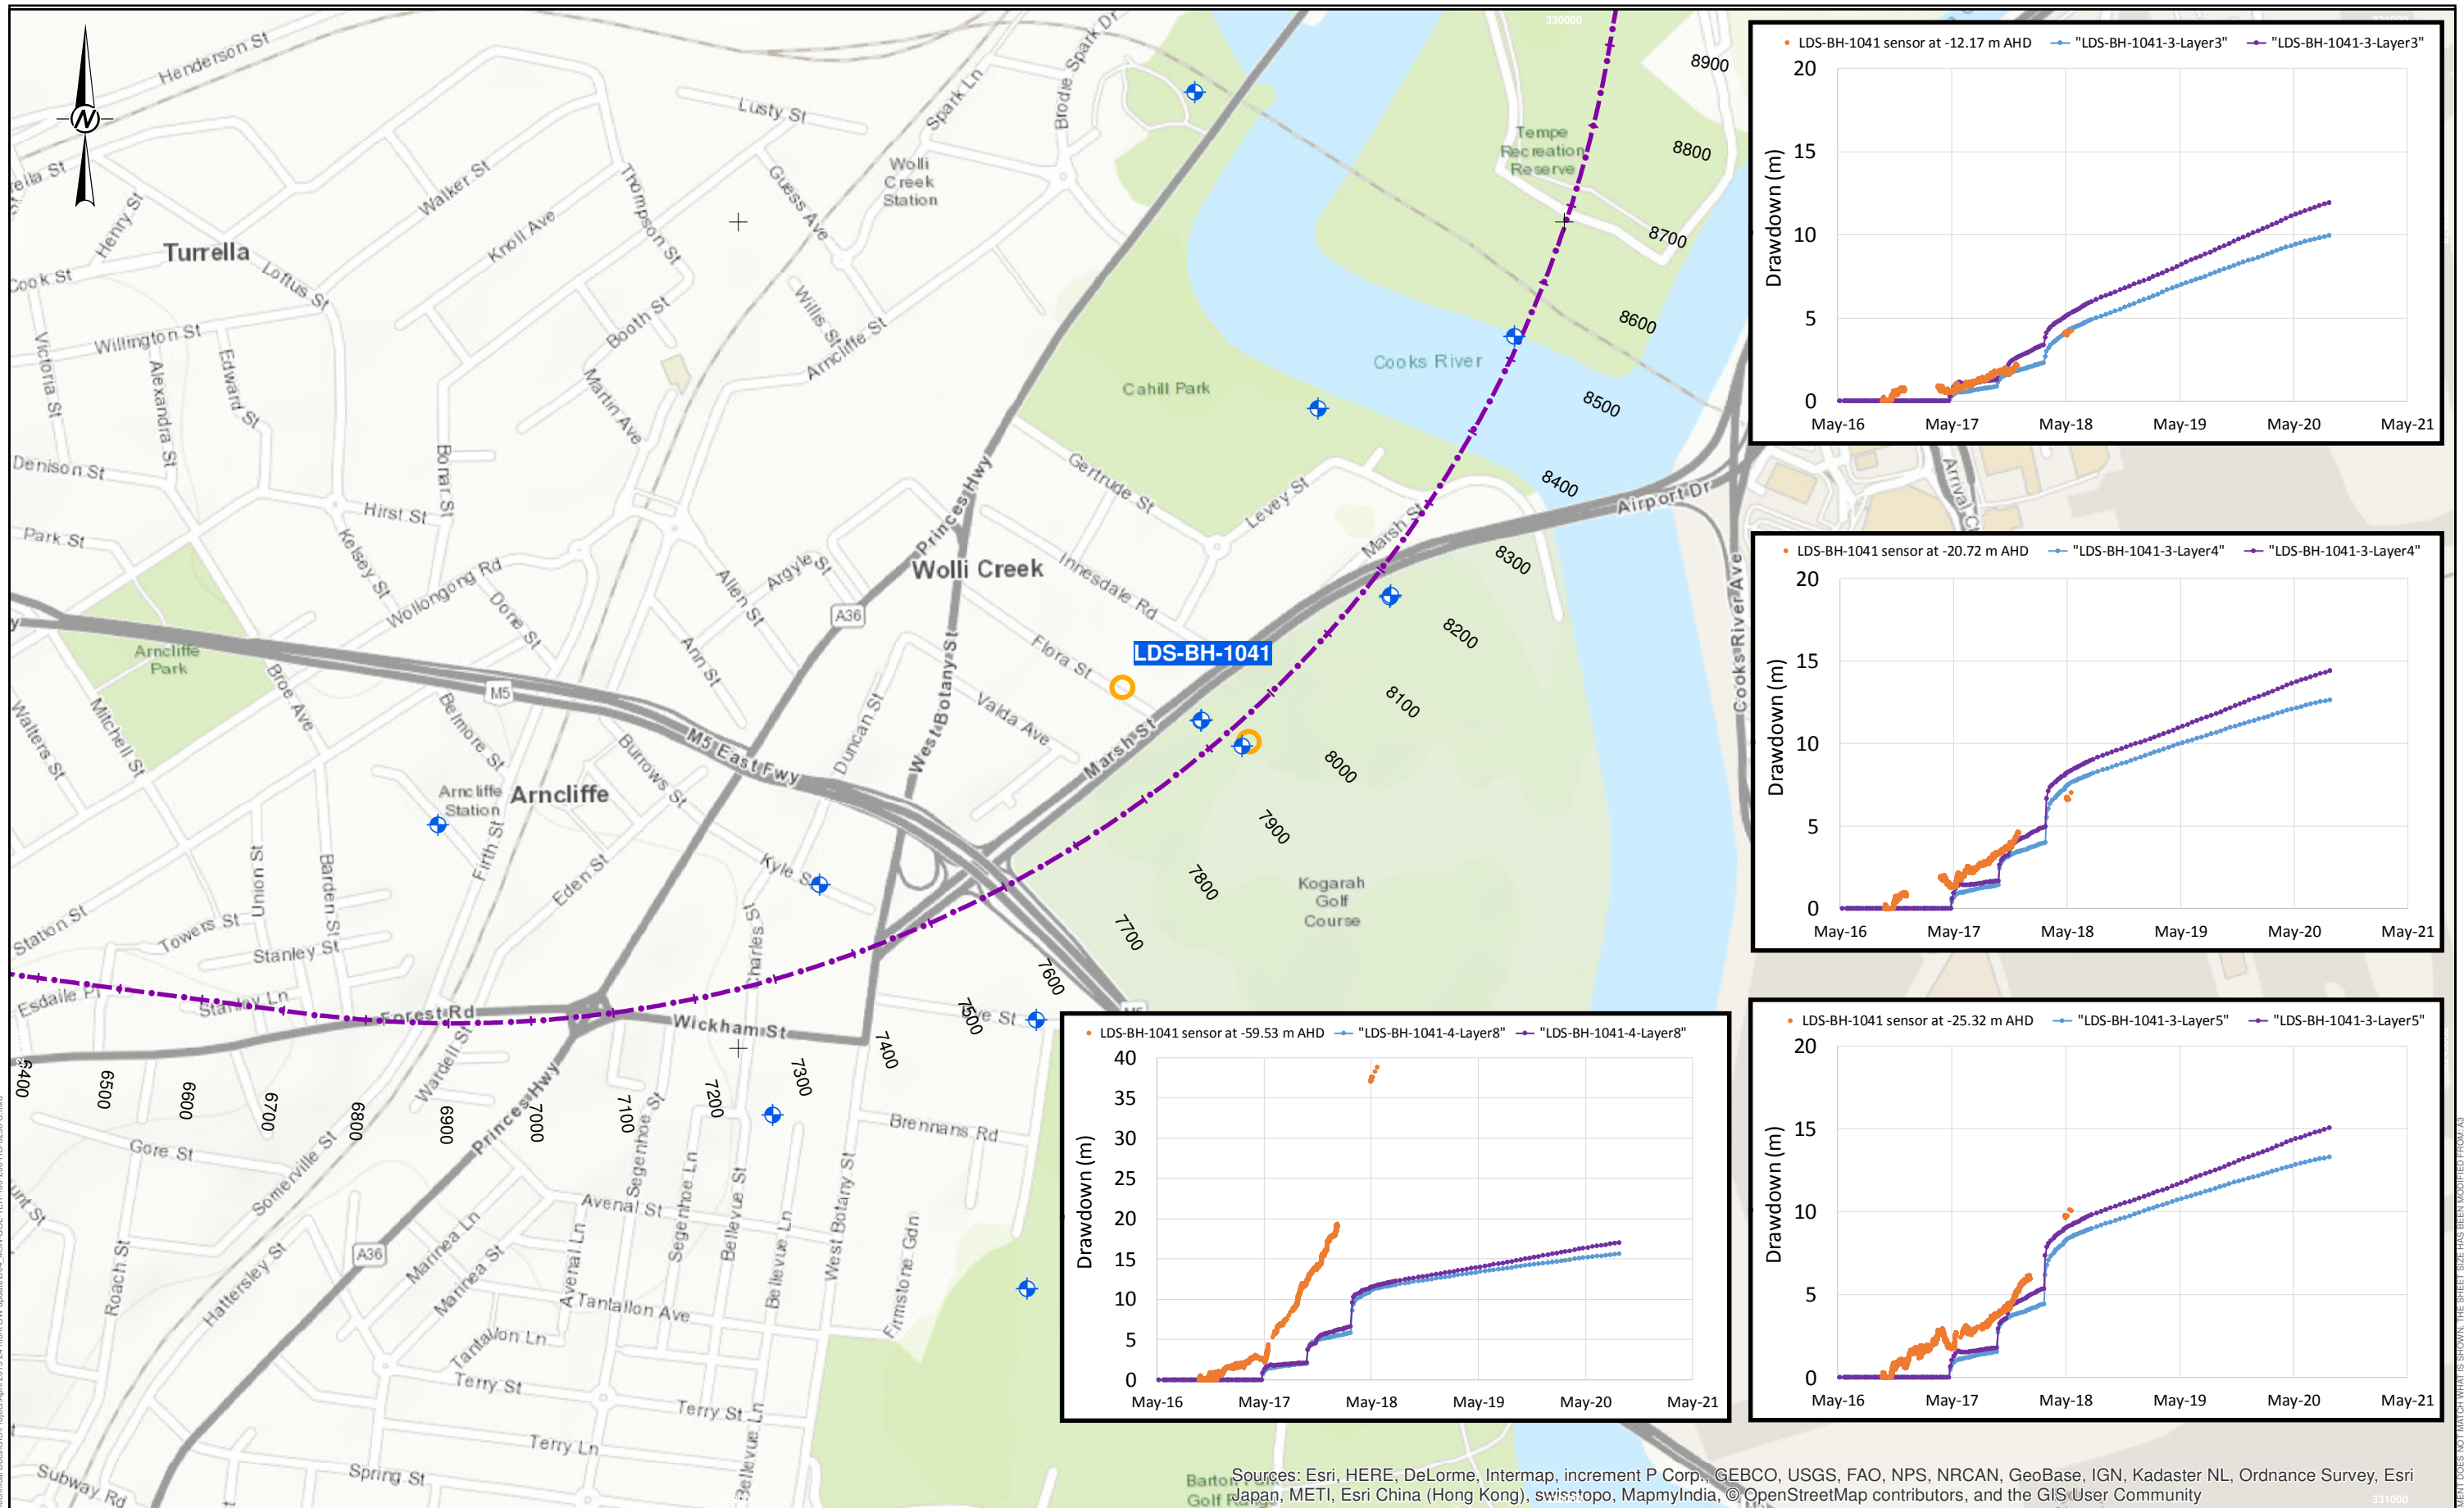 330000
Henderson St
Lusty St
Spark Ln
Brodie Spark Dr
Wolli
Creek
Station
Tempe
Recreation
Reserve
8900
8800
8700
8600
8500
8400
8300
8200
8100
8000
7900
7800
7700
7600
7500
7400
7300
7200
7100
7000
6900
6800
6700
6600
6500
6400
N
Henry St
Walker St
Thompson St
Guess Ave
Turrella
Knoll Ave
Cook St
Loftus St
Willis St
Willington St
Booth St
Arncliffe St
Victoria St
Alexandra St
Edward St
Martin Ave
Cahill Park
Cooks River
Denison St
Bonar St
Hirst St
Park St
Kelsey St
Princes Hwy
Gertrude St
Levey St
Marsh St
Airport Dr
Wollongong Rd
Dorne St
Allen St
Argyle St
Wolli Creek
Innesdale Rd
A36
Arncliffe
Park
Ann St
Flora St
LDS-BH-1041
M5
Broe Ave
Mitchell St
Walters St
Belmore St
West Botany St
Duncan St
Valda Ave
Marsh St
Cooks River Ave
Burrows St
M5 East Fwy
Arncliffe
Station
Arncliffe
Firth St
Kyle St
Eden St
Union St
Barden St
Station St
Towers St
Stanley St
Charles St
Kogarah
Golf
Course
Esdaile Pl
Stanley Ln
Forest Rd
Wickham St
Wardell St
Princes Hwy
Gore St
Somerville St
Segenhoe St
Segenhoe Ln
Bellevue St
Brennans Rd
Avenal St
Avenal Ln
Bellevue Ln
West Botany St
Firmstone Gdn
Marinea Ln
Marinea St
A36
Hattersley St
Roach St
Tantallon Ave
Tantallon Ln
Terry St
Terry St
Bellevue Ln
Terry Ln
Spring St
Subway Rd
LDS-BH-1041 sensor at -12.17 m AHD "LDS-BH-1041-3-Layer3" "LDS-BH-1041-3-Layer3"
Drawdown (m)
20
15
10
5
0
May-16 May-17 May-18 May-19 May-20 May-21
LDS-BH-1041 sensor at -20.72 m AHD "LDS-BH-1041-3-Layer4" "LDS-BH-1041-3-Layer4"
Drawdown (m)
20
15
10
5
0
May-16 May-17 May-18 May-19 May-20 May-21
LDS-BH-1041 sensor at -59.53 m AHD "LDS-BH-1041-4-Layer8" "LDS-BH-1041-4-Layer8"
Drawdown (m)
40
35
30
25
20
15
10
5
0
May-16 May-17 May-18 May-19 May-20 May-21
LDS-BH-1041 sensor at -25.32 m AHD "LDS-BH-1041-3-Layer5" "LDS-BH-1041-3-Layer5"
Drawdown (m)
20
15
10
5
0
May-16 May-17 May-18 May-19 May-20 May-21
Sources: Esri, HERE, DeLorme, Intermap, increment P Corp., GEBCO, USGS, FAO, NPS, NRCAN, GeoBase, IGN, Kadaster NL, Ordnance Survey, Esri
Japan, METI, Esri China (Hong Kong), swisstopo, MapmyIndia, © OpenStreetMap contributors, and the GIS User Community
331000